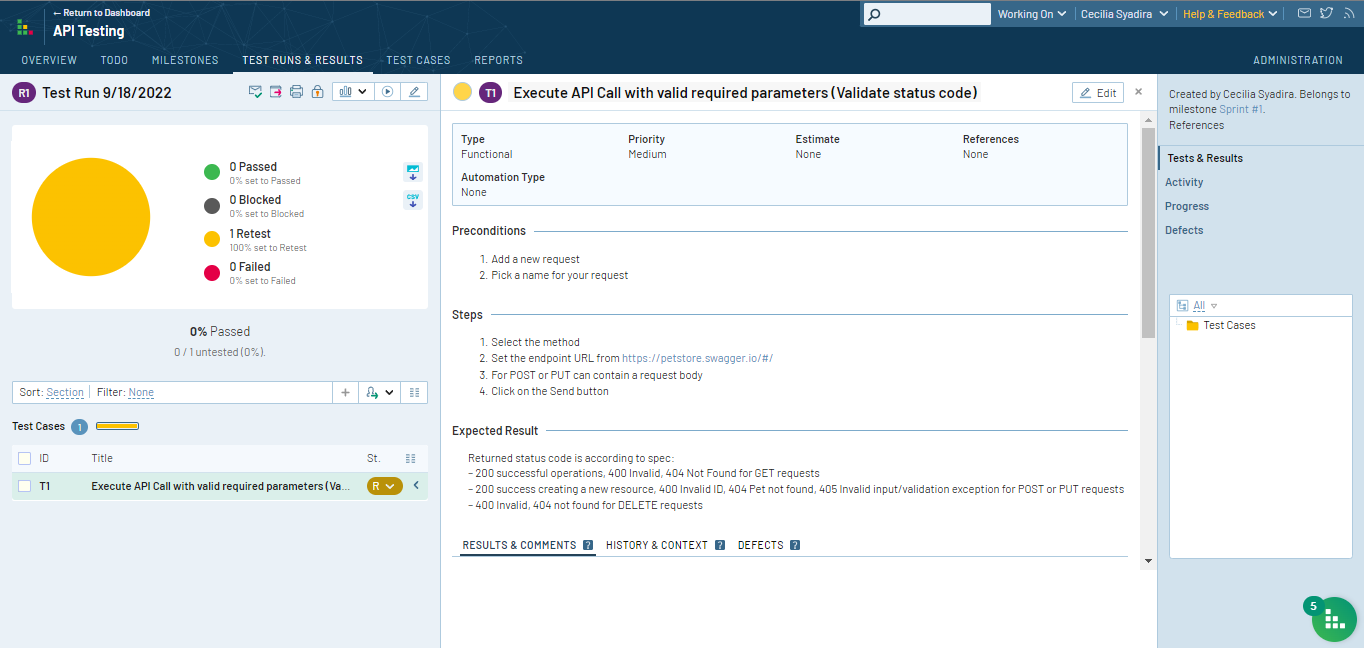 ← Return to Dashboard
API Testing
Working On
Cecilia Syadira
Help & Feedback
OVERVIEW TODO MILESTONES TEST RUNS & RESULTS TEST CASES REPORTS ADMINISTRATION
R1 Test Run 9/18/2022
0 Passed
0% set to Passed
0 Blocked
0% set to Blocked
1 Retest
100% set to Retest
0 Failed
0% set to Failed
CSV
0% Passed
0 / 1 untested (0%).
Sort: Section Filter: None
Test Cases 1
ID Title St.
T1 Execute API Call with valid required parameters (Va... R
T1 Execute API Call with valid required parameters (Validate status code)
Edit
Type Priority Estimate References
Functional Medium None None
Automation Type
None
Preconditions
1. Add a new request
2. Pick a name for your request
Steps
1. Select the method
2. Set the endpoint URL from https://petstore.swagger.io/#/
3. For POST or PUT can contain a request body
4. Click on the Send button
Expected Result
Returned status code is according to spec:
– 200 successful operations, 400 Invalid, 404 Not Found for GET requests
– 200 success creating a new resource, 400 Invalid ID, 404 Pet not found, 405 Invalid input/validation exception for POST or PUT requests
– 400 Invalid, 404 not found for DELETE requests
RESULTS & COMMENTS ? HISTORY & CONTEXT ? DEFECTS ?
Created by Cecilia Syadira. Belongs to
milestone Sprint #1.
References
Tests & Results
Activity
Progress
Defects
All
Test Cases
5